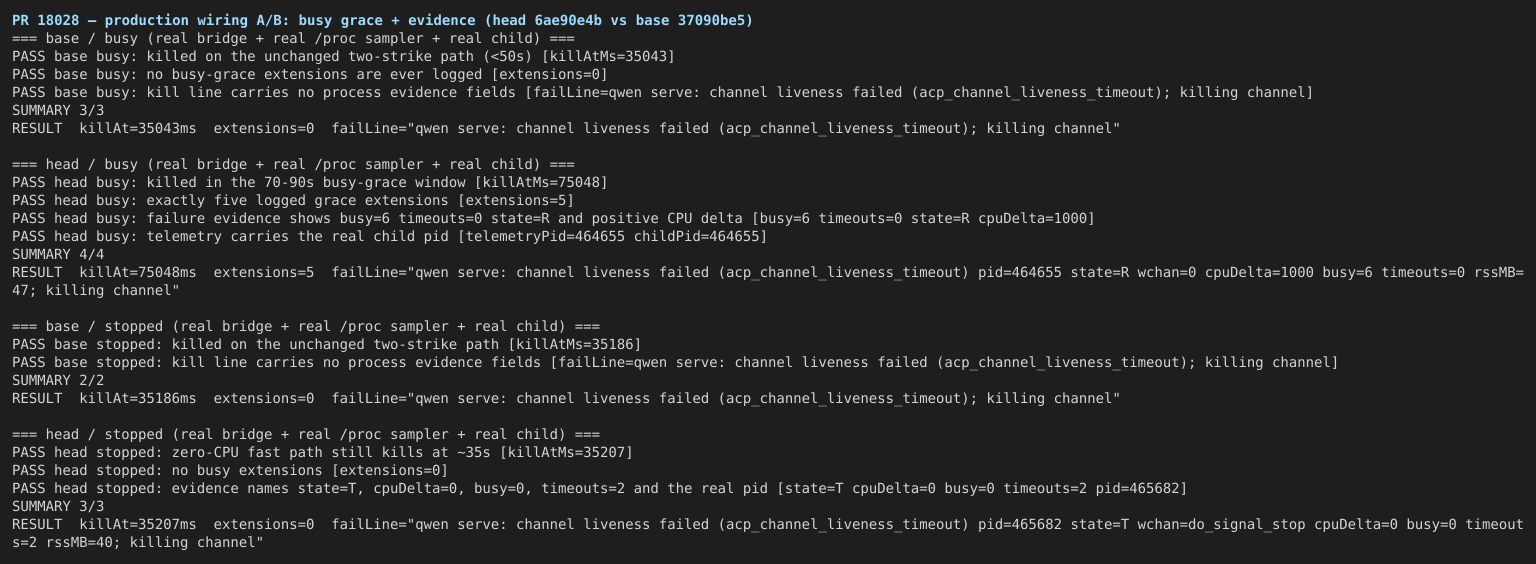 PR 18028 — production wiring A/B: busy grace + evidence (head 6ae90e4b vs base 37090be5)
=== base / busy (real bridge + real /proc sampler + real child) ===
PASS base busy: killed on the unchanged two-strike path (<50s) [killAtMs=35043]
PASS base busy: no busy-grace extensions are ever logged [extensions=0]
PASS base busy: kill line carries no process evidence fields [failLine=qwen serve: channel liveness failed (acp_channel_liveness_timeout); killing channel]
SUMMARY 3/3
RESULT  killAt=35043ms  extensions=0  failLine="qwen serve: channel liveness failed (acp_channel_liveness_timeout); killing channel"

=== head / busy (real bridge + real /proc sampler + real child) ===
PASS head busy: killed in the 70-90s busy-grace window [killAtMs=75048]
PASS head busy: exactly five logged grace extensions [extensions=5]
PASS head busy: failure evidence shows busy=6 timeouts=0 state=R and positive CPU delta [busy=6 timeouts=0 state=R cpuDelta=1000]
PASS head busy: telemetry carries the real child pid [telemetryPid=464655 childPid=464655]
SUMMARY 4/4
RESULT  killAt=75048ms  extensions=5  failLine="qwen serve: channel liveness failed (acp_channel_liveness_timeout) pid=464655 state=R wchan=0 cpuDelta=1000 busy=6 timeouts=0 rssMB=
47; killing channel"

=== base / stopped (real bridge + real /proc sampler + real child) ===
PASS base stopped: killed on the unchanged two-strike path [killAtMs=35186]
PASS base stopped: kill line carries no process evidence fields [failLine=qwen serve: channel liveness failed (acp_channel_liveness_timeout); killing channel]
SUMMARY 2/2
RESULT  killAt=35186ms  extensions=0  failLine="qwen serve: channel liveness failed (acp_channel_liveness_timeout); killing channel"

=== head / stopped (real bridge + real /proc sampler + real child) ===
PASS head stopped: zero-CPU fast path still kills at ~35s [killAtMs=35207]
PASS head stopped: no busy extensions [extensions=0]
PASS head stopped: evidence names state=T, cpuDelta=0, busy=0, timeouts=2 and the real pid [state=T cpuDelta=0 busy=0 timeouts=2 pid=465682]
SUMMARY 3/3
RESULT  killAt=35207ms  extensions=0  failLine="qwen serve: channel liveness failed (acp_channel_liveness_timeout) pid=465682 state=T wchan=do_signal_stop cpuDelta=0 busy=0 timeout
s=2 rssMB=40; killing channel"